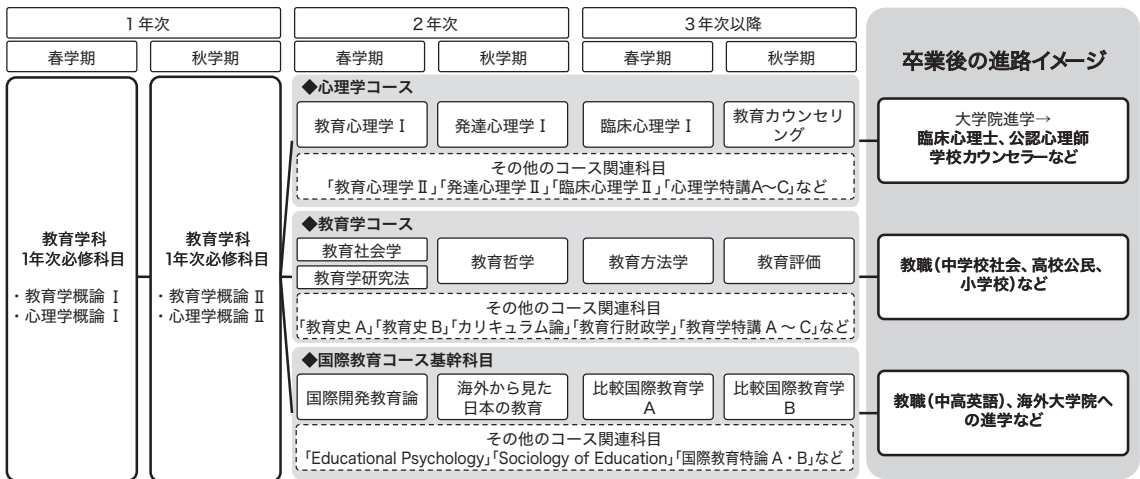 1年次
2年次
3年次以降
春学期
秋学期
春学期
秋学期
春学期
秋学期
卒業後の進路イメージ
教育学科
1年次必修科目
・教育学概論 Ⅰ
・心理学概論 Ⅰ
教育学科
1年次必修科目
・教育学概論 Ⅱ
・心理学概論 Ⅱ
◆心理学コース
教育心理学Ⅰ
発達心理学Ⅰ
臨床心理学Ⅰ
教育カウンセリ
ング
その他のコース関連科目
「教育心理学Ⅱ」「発達心理学Ⅱ」「臨床心理学Ⅱ」「心理学特講A〜C」など
大学院進学→
臨床心理士、公認心理師
学校カウンセラーなど
◆教育学コース
教育社会学
教育学研究法
教育哲学
教育方法学
教育評価
その他のコース関連科目
「教育史 A」「教育史 B」「カリキュラム論」「教育行財政学」「教育学特講 A 〜 C」など
教職（中学校社会、高校公民、
小学校）など
◆国際教育コース基幹科目
国際開発教育論
海外から見た
日本の教育
比較国際教育学
A
比較国際教育学
B
その他のコース関連科目
「Educational Psychology」「Sociology of Education」「国際教育特論 A・B」など
教職（中高英語）、海外大学院へ
の進学など